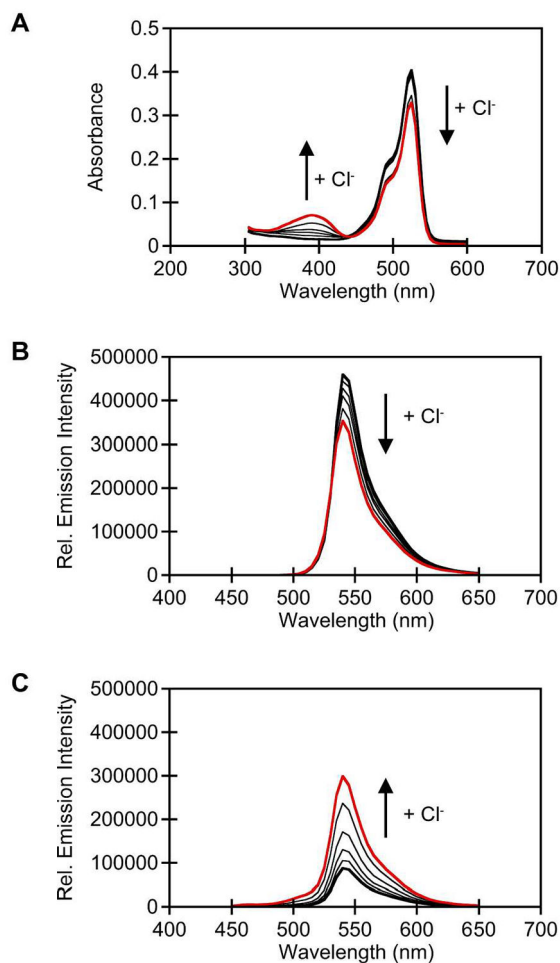 A
0.5
0.4
0.3
0.2
0.1
0
Absorbance
+ Cl⁻
+ Cl⁻
200 300 400 500 600 700
Wavelength (nm)
B
500000
400000
300000
200000
100000
0
Rel. Emission Intensity
+ Cl⁻
400 450 500 550 600 650 700
Wavelength (nm)
C
500000
400000
300000
200000
100000
0
Rel. Emission Intensity
+ Cl⁻
400 450 500 550 600 650 700
Wavelength (nm)